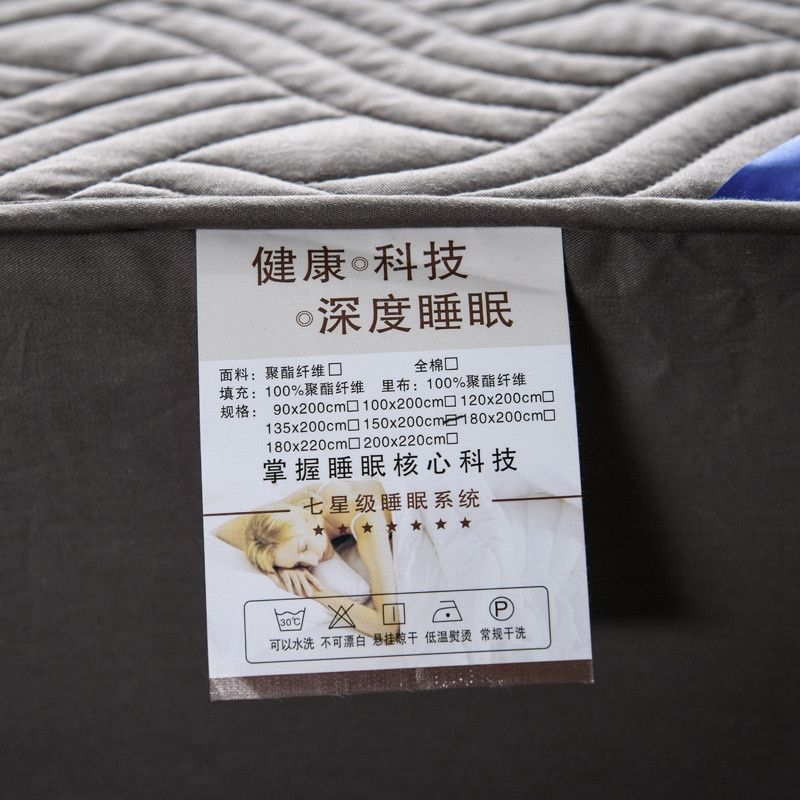 健康◎科技
◎深度睡眠
面料：聚酯纤维□ 全棉□
填充：100%聚酯纤维 里布：100%聚酯纤维
规格：90x200cm□100x200cm□120x200cm□
135x200cm□150x200cm□180x200cm□
180x220cm□200x220cm□
掌握睡眠核心科技
七星级睡眠系统
★★★★★★★
30℃ P
可以水洗 不可漂白 悬挂晾干 低温熨烫 常规干洗